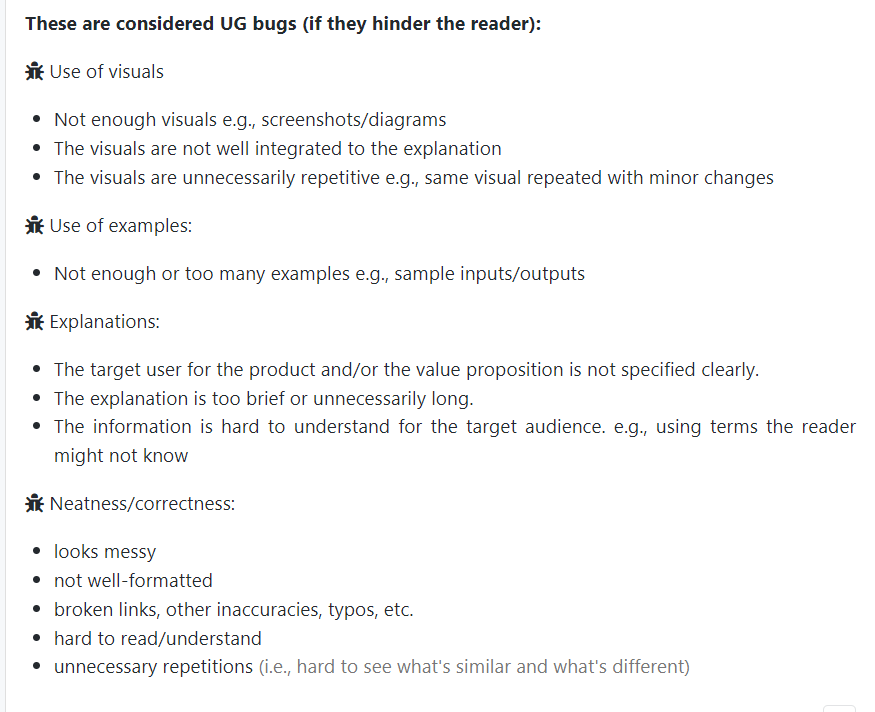 These are considered UG bugs (if they hinder the reader):
Use of visuals
Not enough visuals e.g., screenshots/diagrams
The visuals are not well integrated to the explanation
The visuals are unnecessarily repetitive e.g., same visual repeated with minor changes
Use of examples:
Not enough or too many examples e.g., sample inputs/outputs
Explanations:
The target user for the product and/or the value proposition is not specified clearly.
The explanation is too brief or unnecessarily long.
The information is hard to understand for the target audience. e.g., using terms the reader
might not know
Neatness/correctness:
looks messy
not well-formatted
broken links, other inaccuracies, typos, etc.
hard to read/understand
unnecessary repetitions (i.e., hard to see what's similar and what's different)